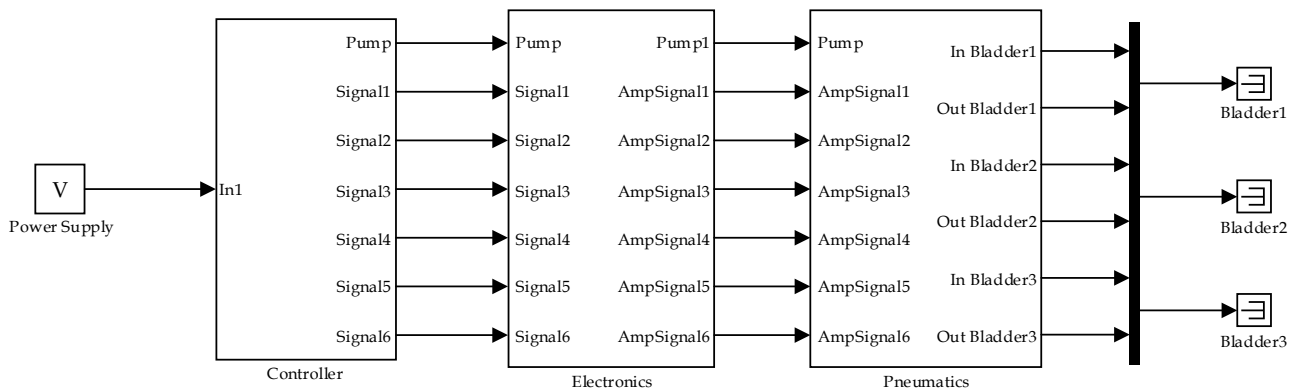 V
Power Supply
In1
Pump
Signal1
Signal2
Signal3
Signal4
Signal5
Signal6
Controller
Pump
Signal1
Signal2
Signal3
Signal4
Signal5
Signal6
Pump1
AmpSignal1
AmpSignal2
AmpSignal3
AmpSignal4
AmpSignal5
AmpSignal6
Electronics
Pump
AmpSignal1
AmpSignal2
AmpSignal3
AmpSignal4
AmpSignal5
AmpSignal6
In Bladder1
Out Bladder1
In Bladder2
Out Bladder2
In Bladder3
Out Bladder3
Pneumatics
Bladder1
Bladder2
Bladder3